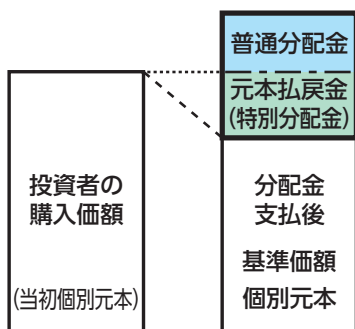 普通分配金
元本払戻金
(特別分配金)
投資者の
購入価額
(当初個別元本)
分配金
支払後
基準価額
個別元本